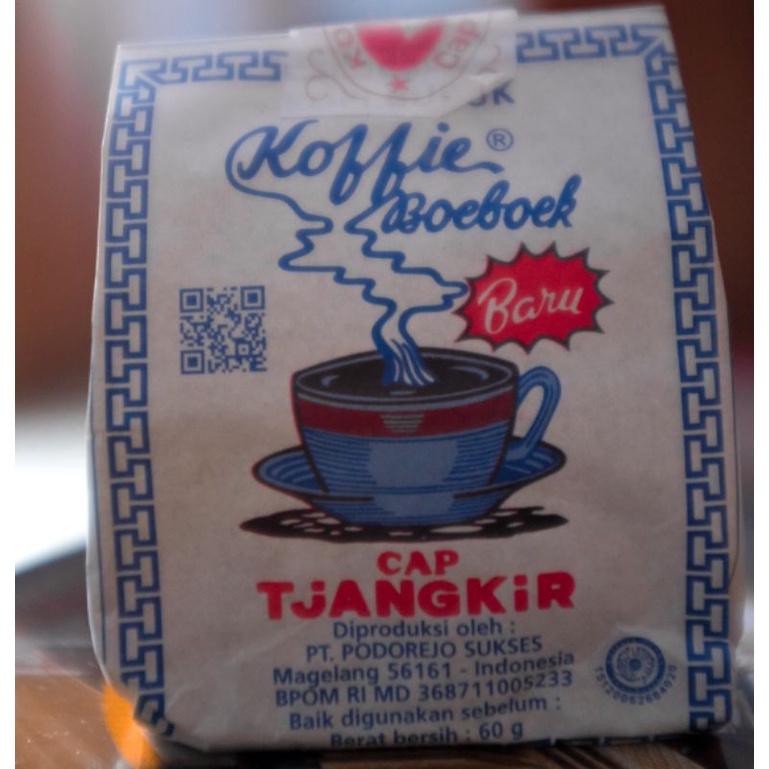 Cap
Koffie ®
Boeboek
Baru
CAP
TJANGKiR
Diproduksi oleh :
PT. PODOREJO SUKSES
Magelang 56161 - Indonesia
BPOM RI MD 368711005233
Baik digunakan sebelum :
Berat bersih : 60 g